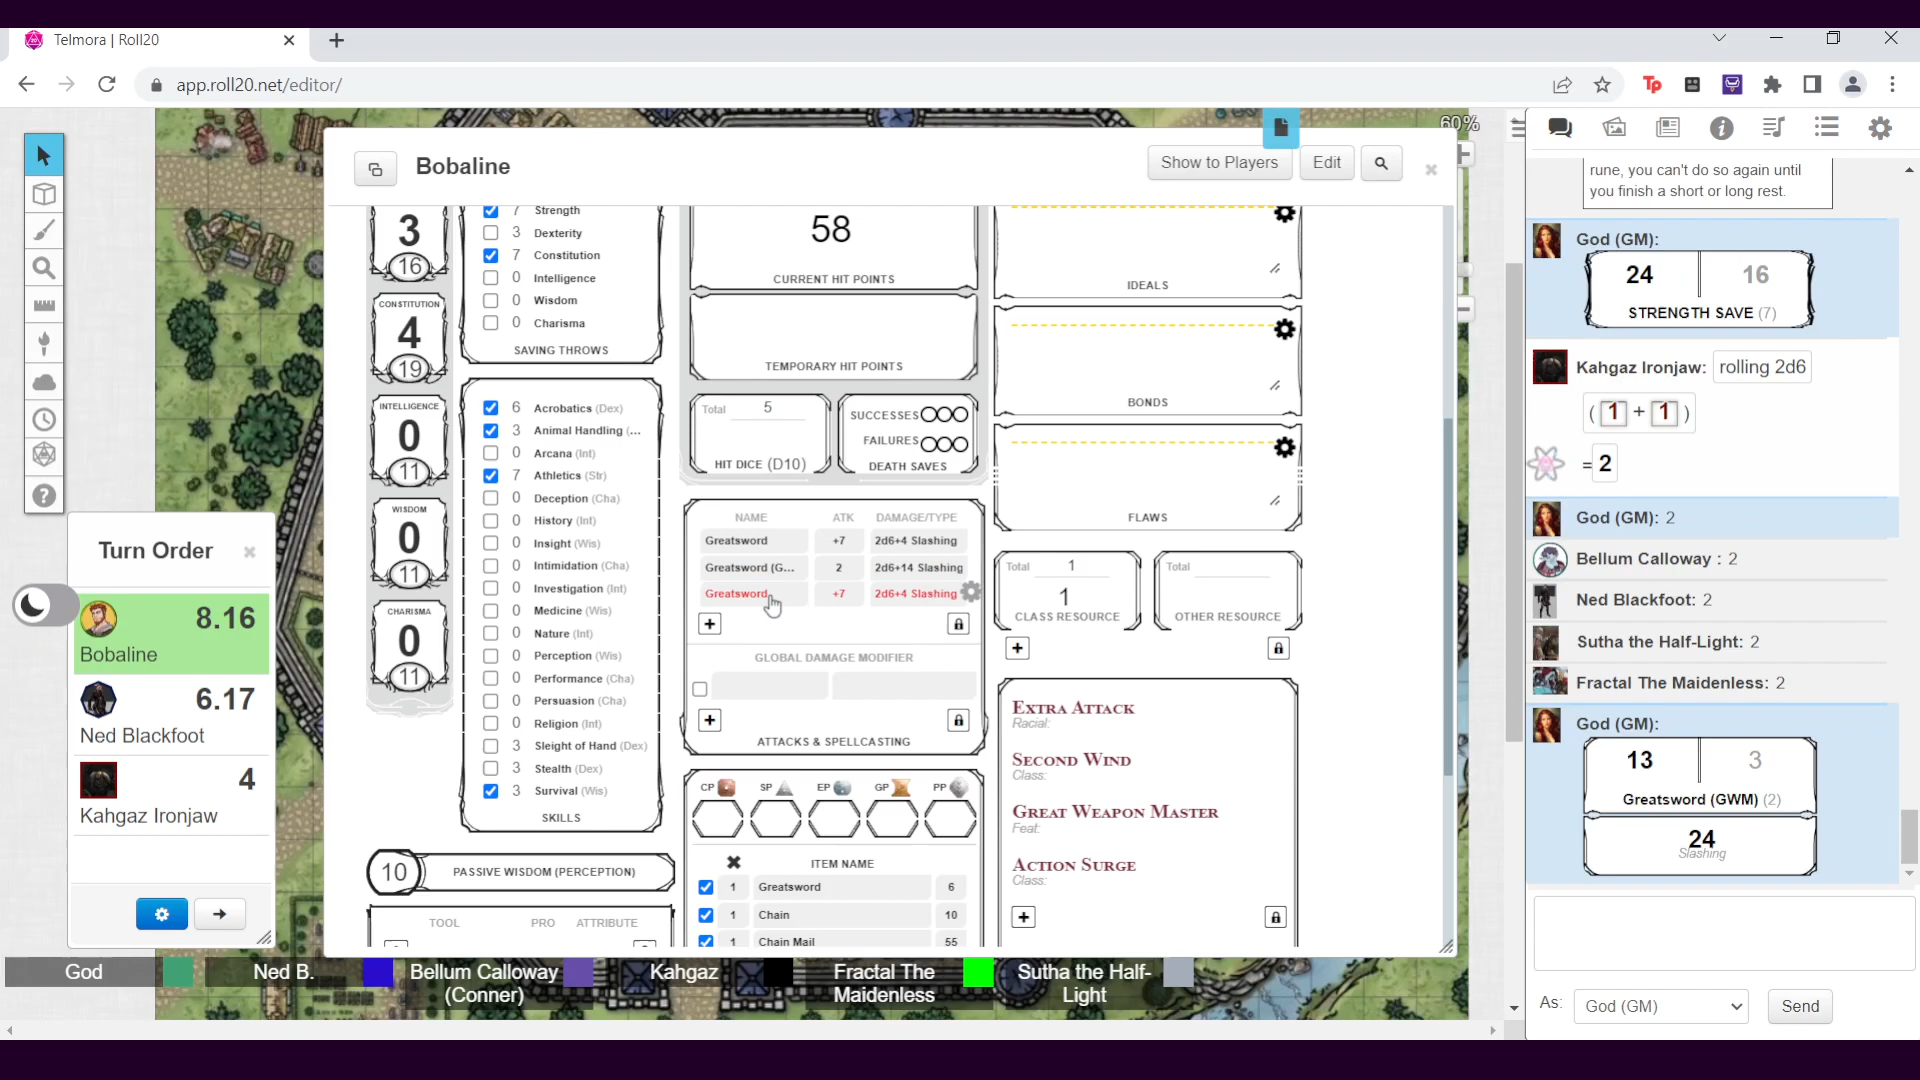 Telmora | Roll20
app.roll20.net/editor/
60%
Bobaline
Show to Players
Edit
3
16
CONSTITUTION
4
19
INTELLIGENCE
0
11
WISDOM
0
11
CHARISMA
0
11
7 Strength
3 Dexterity
7 Constitution
0 Intelligence
0 Wisdom
0 Charisma
SAVING THROWS
6 Acrobatics (Dex)
3 Animal Handling (...
0 Arcana (Int)
7 Athletics (Str)
0 Deception (Cha)
0 History (Int)
0 Insight (Wis)
0 Intimidation (Cha)
0 Investigation (Int)
0 Medicine (Wis)
0 Nature (Int)
0 Perception (Wis)
0 Performance (Cha)
0 Persuasion (Cha)
0 Religion (Int)
3 Sleight of Hand (Dex)
3 Stealth (Dex)
3 Survival (Wis)
SKILLS
10 PASSIVE WISDOM (PERCEPTION)
TOOL PRO ATTRIBUTE
58
CURRENT HIT POINTS
TEMPORARY HIT POINTS
Total 5
HIT DICE (D10)
SUCCESSES
FAILURES
DEATH SAVES
NAME ATK DAMAGE/TYPE
Greatsword +7 2d6+4 Slashing
Greatsword (G... 2 2d6+14 Slashing
Greatsword +7 2d6+4 Slashing
GLOBAL DAMAGE MODIFIER
ATTACKS & SPELLCASTING
CP SP EP GP PP
ITEM NAME
1 Greatsword 6
1 Chain 10
1 Chain Mail 55
IDEALS
BONDS
FLAWS
Total 1
1
CLASS RESOURCE
Total
OTHER RESOURCE
EXTRA ATTACK
Racial:
SECOND WIND
Class:
GREAT WEAPON MASTER
Feat:
ACTION SURGE
Class:
Turn Order
8.16
Bobaline
6.17
Ned Blackfoot
4
Kahgaz Ironjaw
God
Ned B.
Bellum Calloway
(Conner)
Kahgaz
Fractal The
Maidenless
Sutha the Half-
Light
rune, you can't do so again until
you finish a short or long rest.
God (GM):
24 16
STRENGTH SAVE (7)
Kahgaz Ironjaw: rolling 2d6
( 1 + 1 )
= 2
God (GM): 2
Bellum Calloway : 2
Ned Blackfoot: 2
Sutha the Half-Light: 2
Fractal The Maidenless: 2
God (GM):
13 3
Greatsword (GWM) (2)
24
Slashing
As: God (GM)
Send